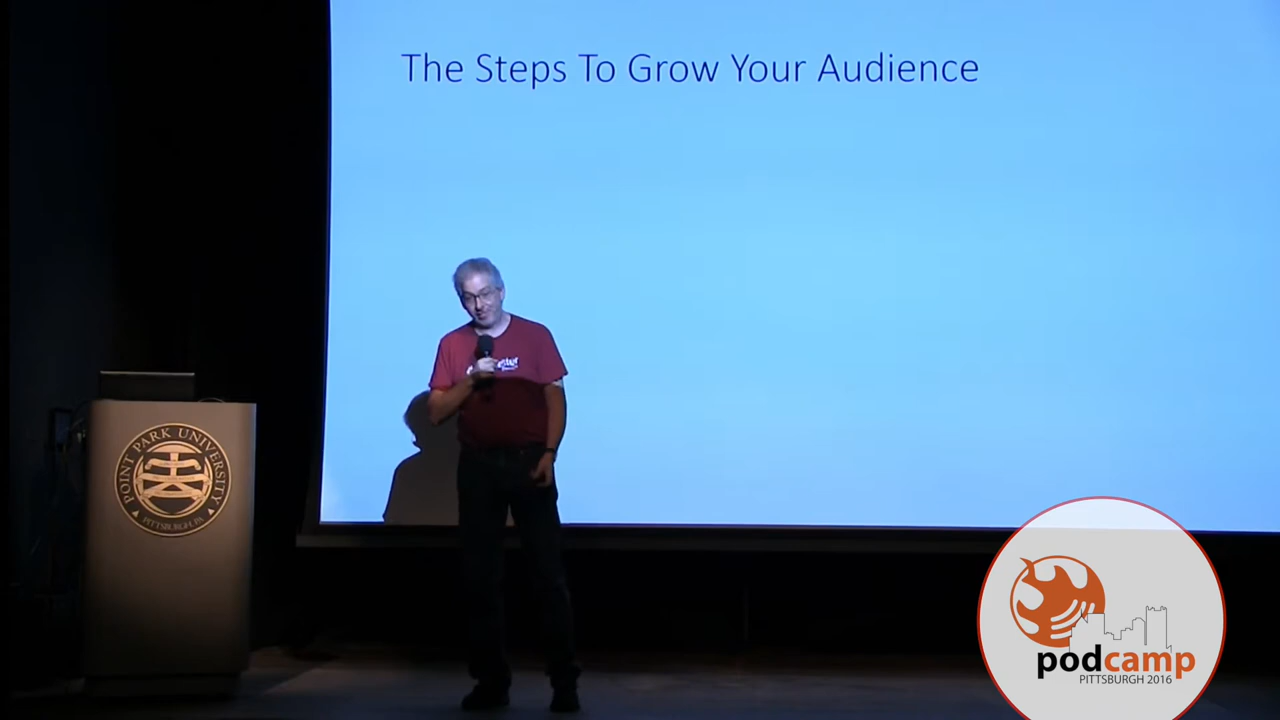 The Steps To Grow Your Audience
POINT PARK UNIVERSITY
PITTSBURGH, PA
podcamp
PITTSBURGH 2016